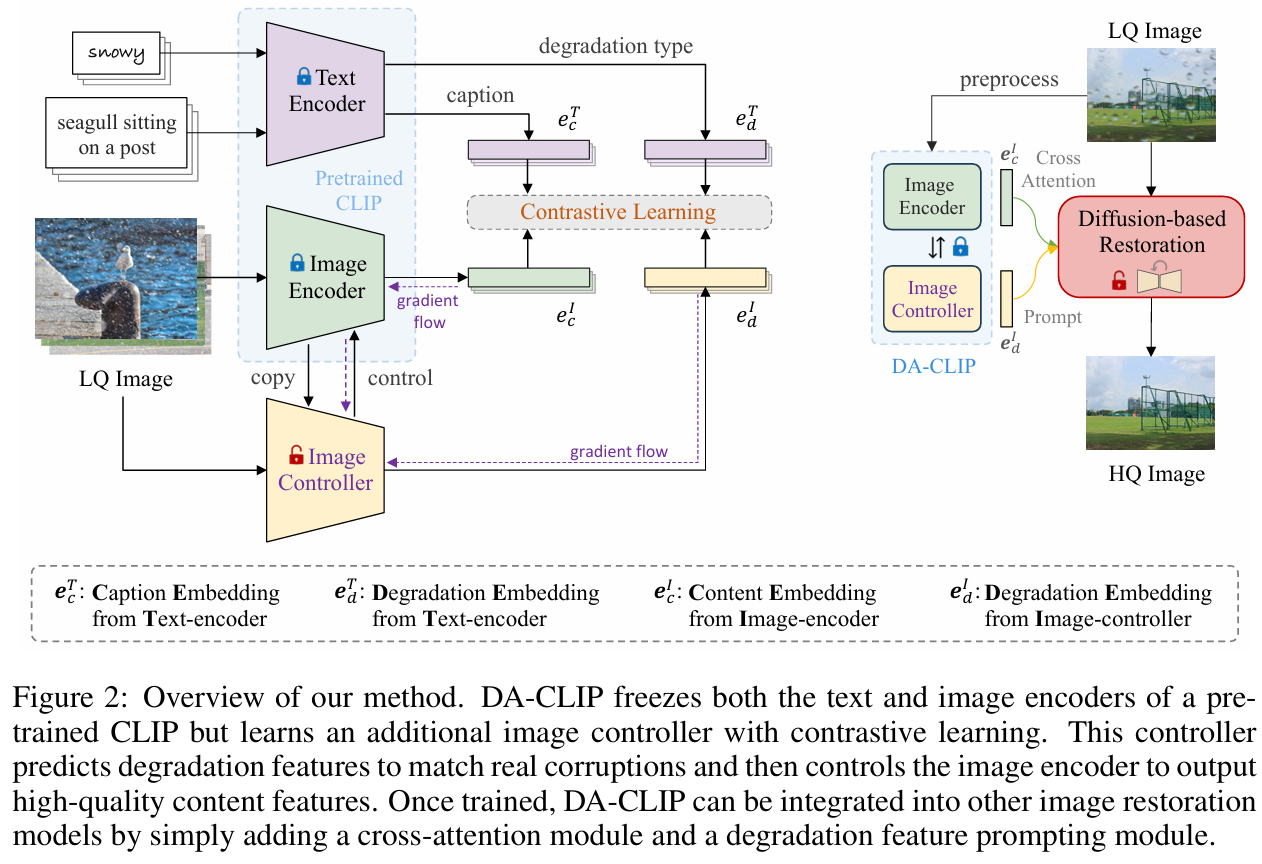 snowy
seagull sitting
on a post
Text
Encoder
Pretrained
CLIP
degradation type
caption
e_c^T
e_d^T
Contrastive Learning
Image
Encoder
gradient
flow
e_c^I
e_d^I
LQ Image
copy
control
Image
Controller
gradient flow
LQ Image
preprocess
Image
Encoder
Image
Controller
DA-CLIP
e_c^I
Cross
Attention
Prompt
e_d^I
Diffusion-based
Restoration
HQ Image
e_c^T: Caption Embedding
from Text-encoder
e_d^T: Degradation Embedding
from Text-encoder
e_c^I: Content Embedding
from Image-encoder
e_d^I: Degradation Embedding
from Image-controller
Figure 2: Overview of our method. DA-CLIP freezes both the text and image encoders of a pre-
trained CLIP but learns an additional image controller with contrastive learning. This controller
predicts degradation features to match real corruptions and then controls the image encoder to output
high-quality content features. Once trained, DA-CLIP can be integrated into other image restoration
models by simply adding a cross-attention module and a degradation feature prompting module.